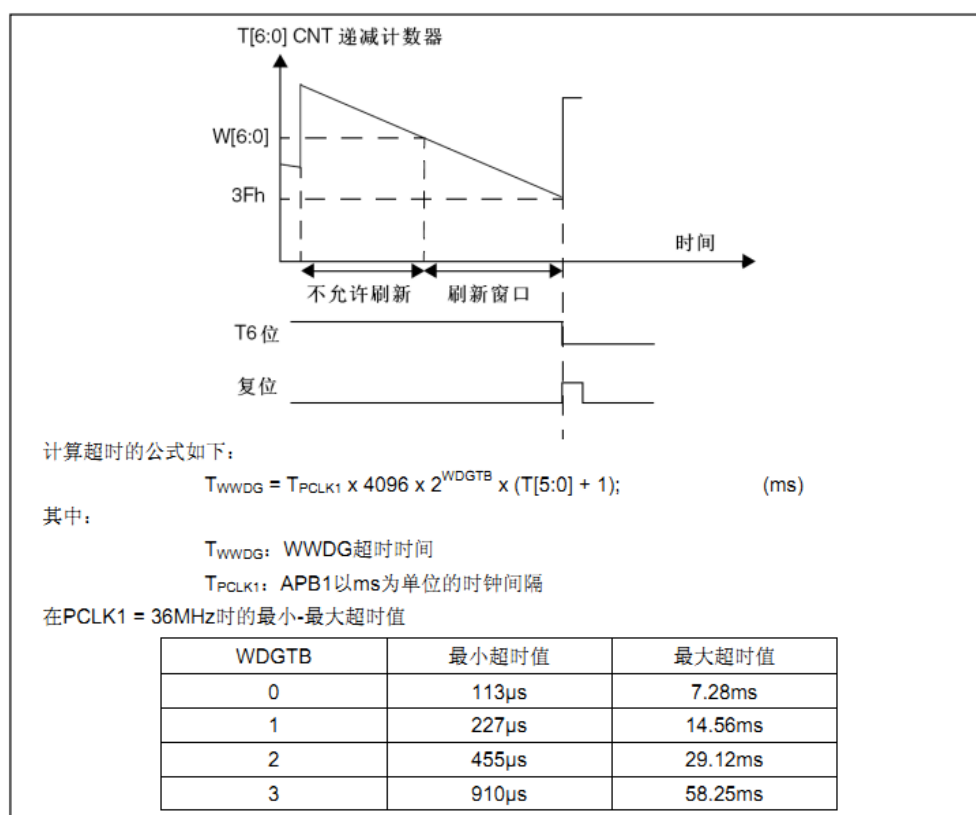 T[6:0] CNT 递减计数器
W[6:0]
3Fh
时间
不允许刷新 刷新窗口
T6位
复位
计算超时的公式如下：
TWWDG = TPCLK1 x 4096 x 2^WDGTB x (T[5:0] + 1); (ms)
其中：
TWWDG：WWDG超时时间
TPCLK1：APB1以ms为单位的时钟间隔
在PCLK1 = 36MHz时的最小-最大超时值
WDGTB 最小超时值 最大超时值
0 113μs 7.28ms
1 227μs 14.56ms
2 455μs 29.12ms
3 910μs 58.25ms